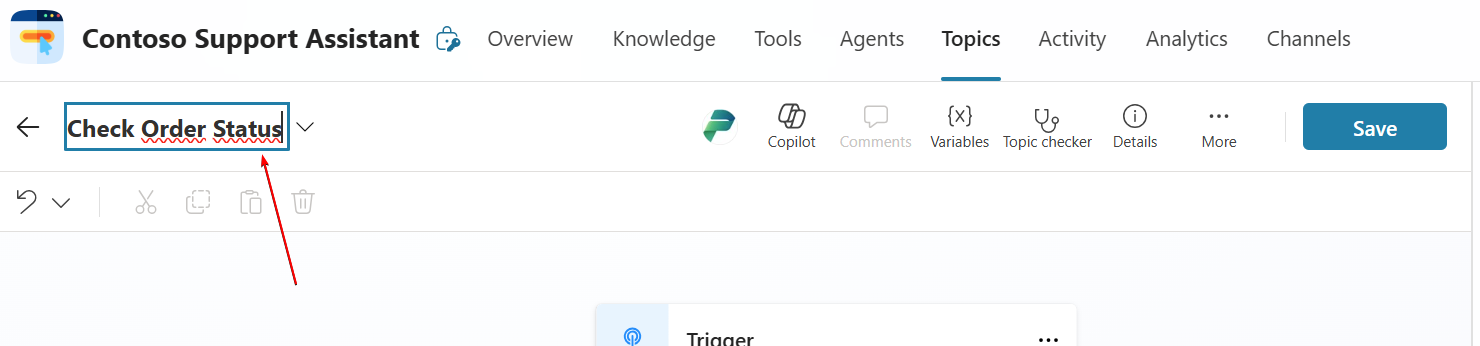 Contoso Support Assistant Overview Knowledge Tools Agents Topics Activity Analytics Channels
Check Order Status
Copilot Comments Variables Topic checker Details More Save
Trigger